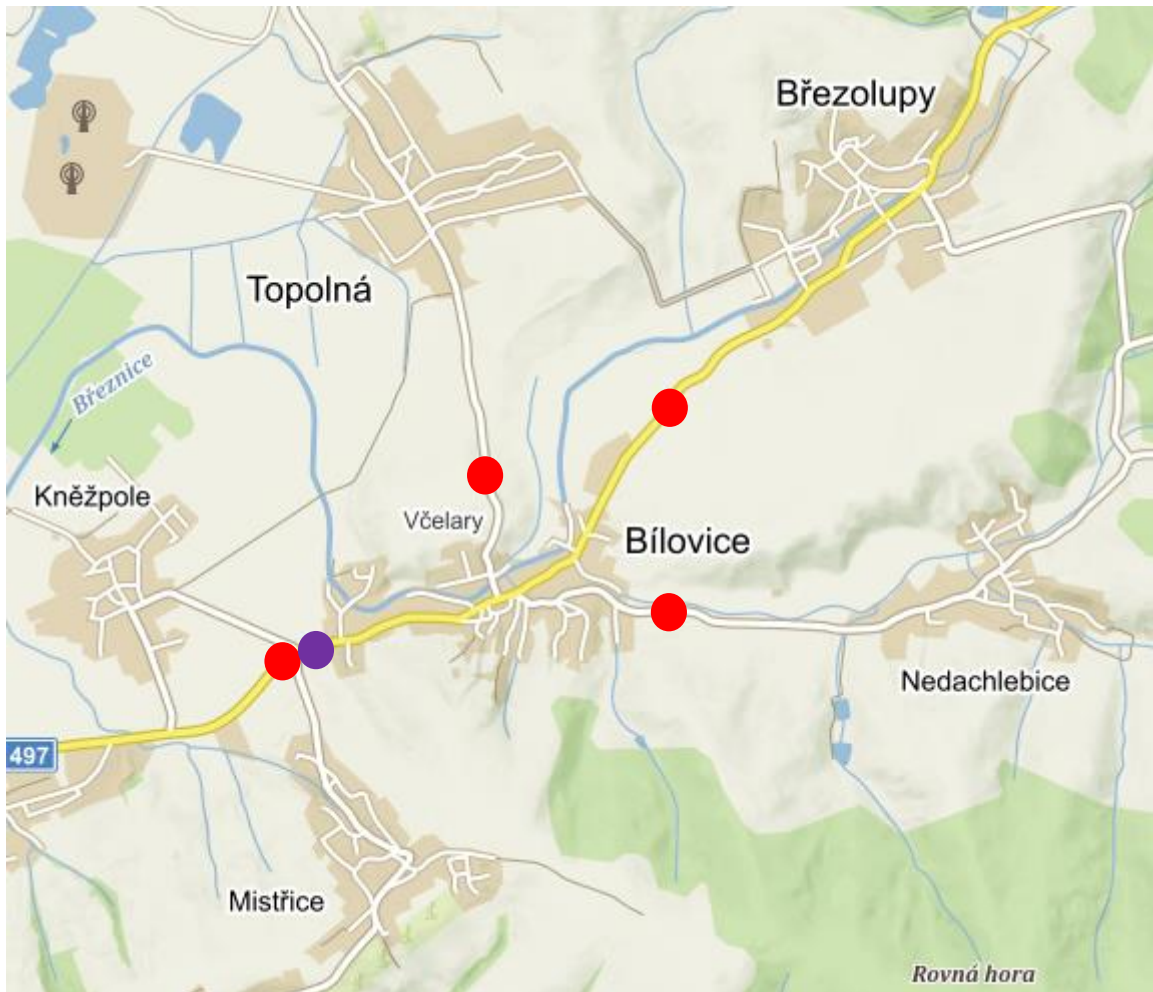 Březolupy
Topolná
Březnice
Kněžpole
Včelary
Bílovice
Nedachlebice
497
Mistřice
Rovná hora